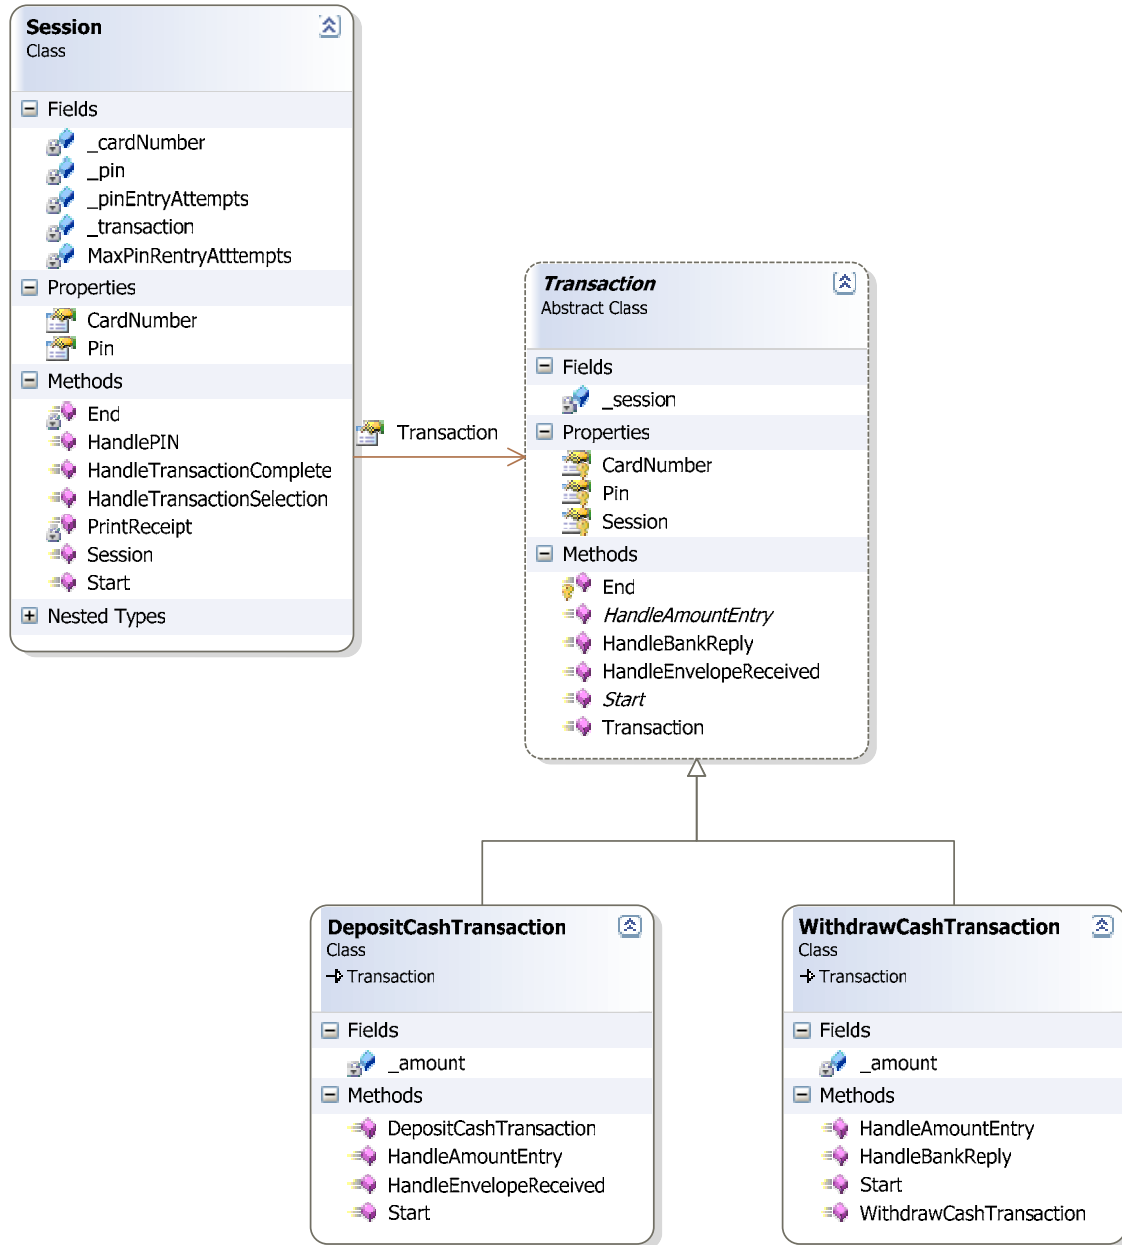 Session
Class
Fields
_cardNumber
_pin
_pinEntryAttempts
_transaction
MaxPinRentryAtttempts
Properties
CardNumber
Pin
Methods
End
HandlePIN
HandleTransactionComplete
HandleTransactionSelection
PrintReceipt
Session
Start
Nested Types
Transaction
Transaction
Abstract Class
Fields
_session
Properties
CardNumber
Pin
Session
Methods
End
HandleAmountEntry
HandleBankReply
HandleEnvelopeReceived
Start
Transaction
DepositCashTransaction
Class
Transaction
Fields
_amount
Methods
DepositCashTransaction
HandleAmountEntry
HandleEnvelopeReceived
Start
WithdrawCashTransaction
Class
Transaction
Fields
_amount
Methods
HandleAmountEntry
HandleBankReply
Start
WithdrawCashTransaction